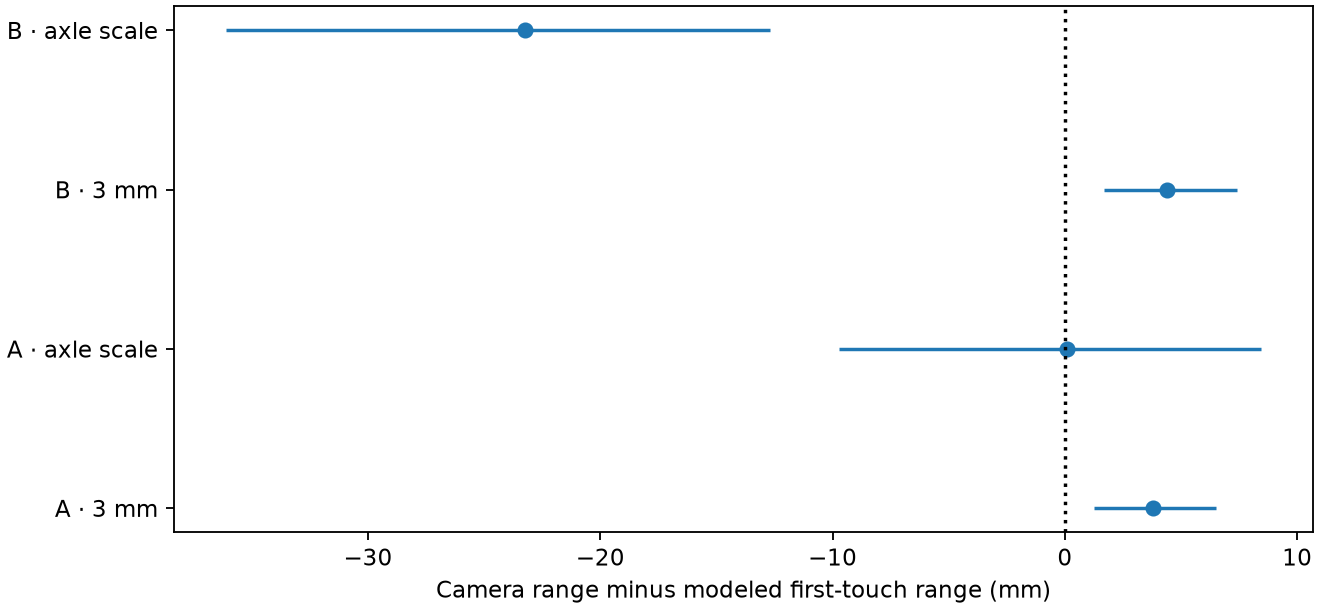 B · axle scale
B · 3 mm
A · axle scale
A · 3 mm
−30 −20 −10 0 10
Camera range minus modeled first-touch range (mm)